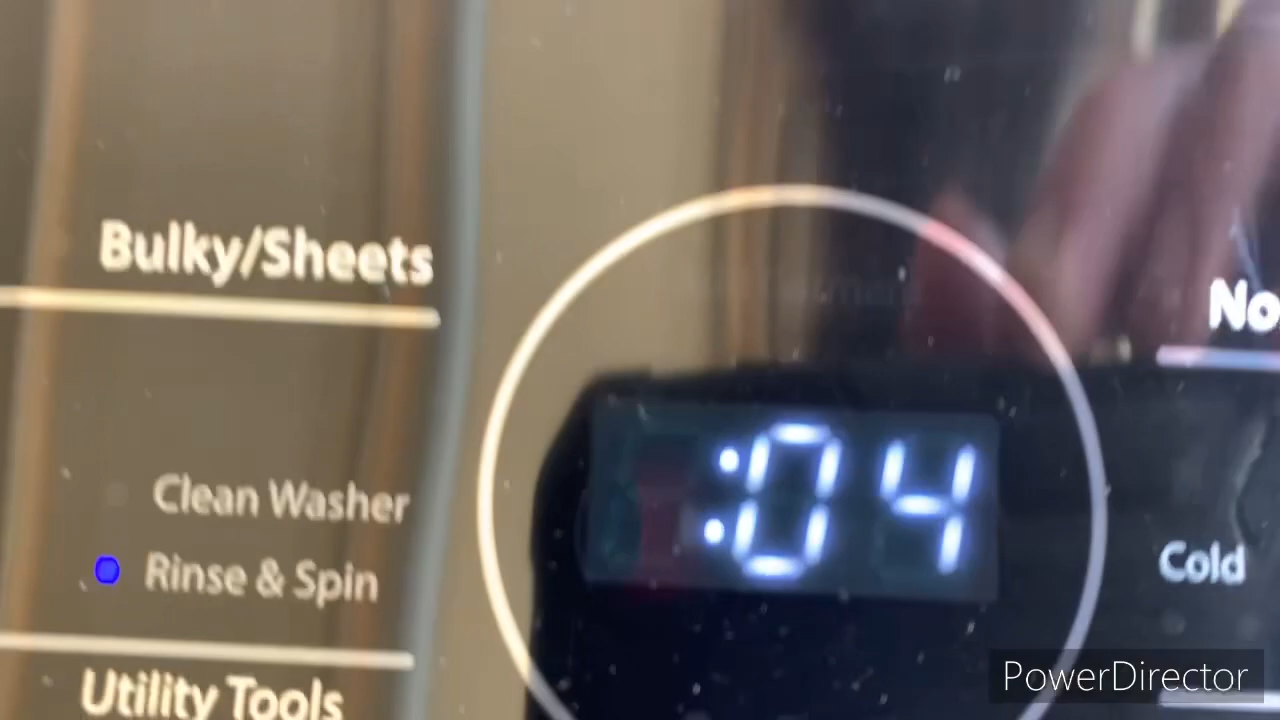 Bulky/Sheets
No
:04
Clean Washer
Rinse & Spin
Cold
Utility Tools
PowerDirector